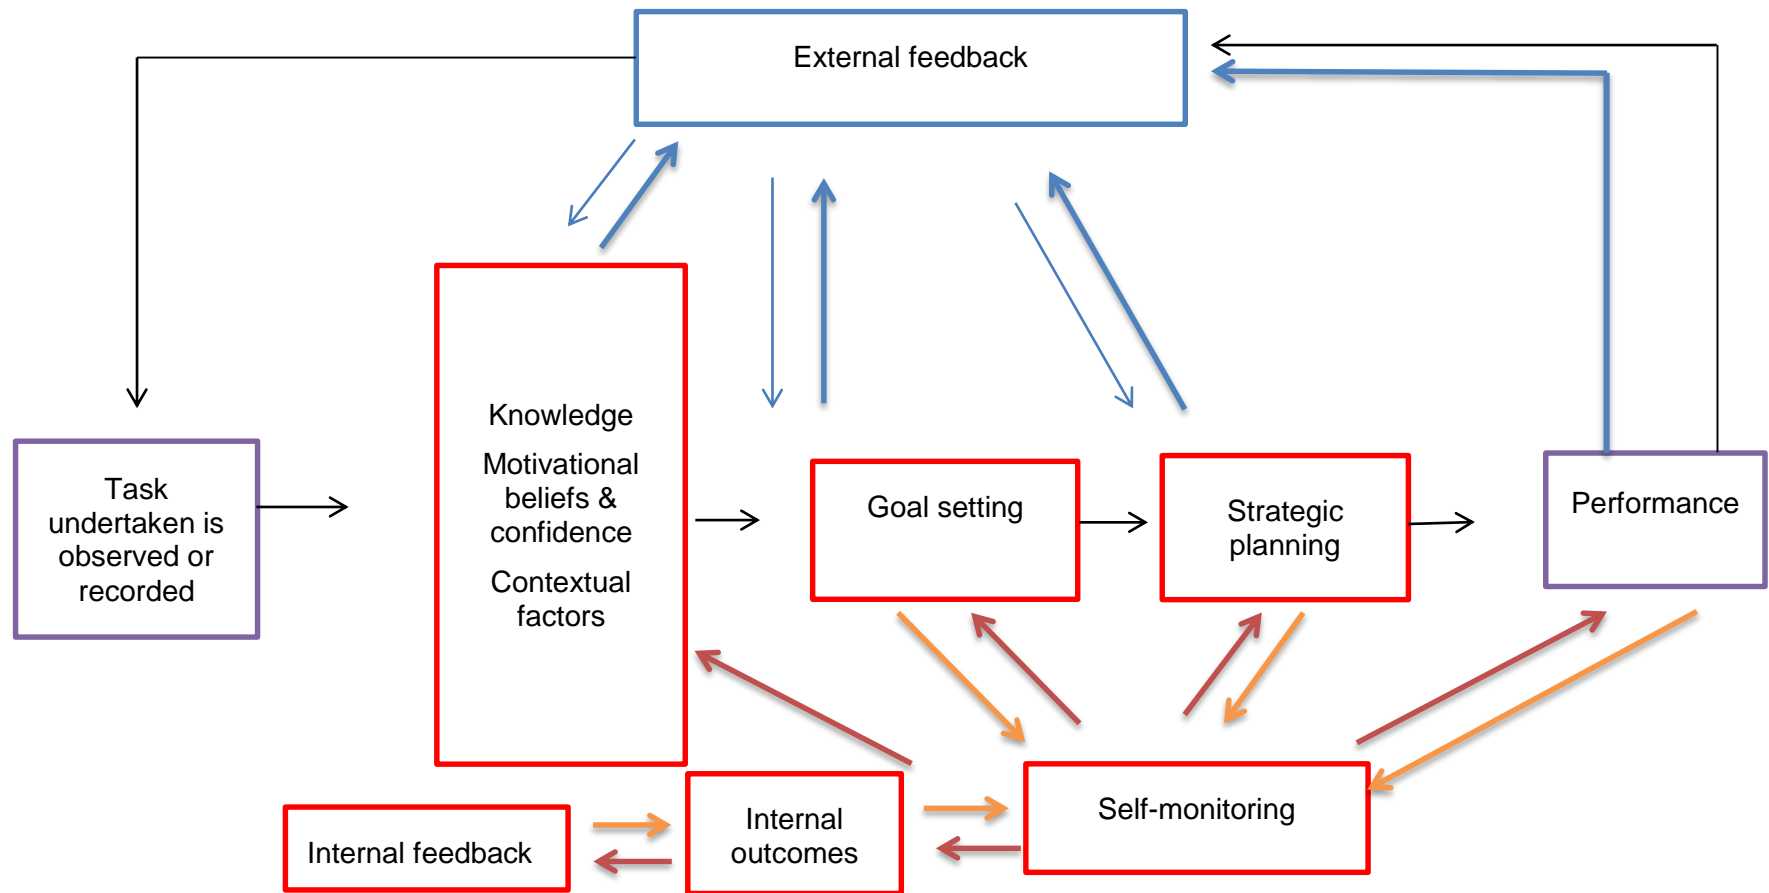 External feedback
Task
undertaken is
observed or
recorded
Knowledge
Motivational
beliefs &
confidence
Contextual
factors
Goal setting
Strategic
planning
Performance
Internal feedback
Internal
outcomes
Self-monitoring